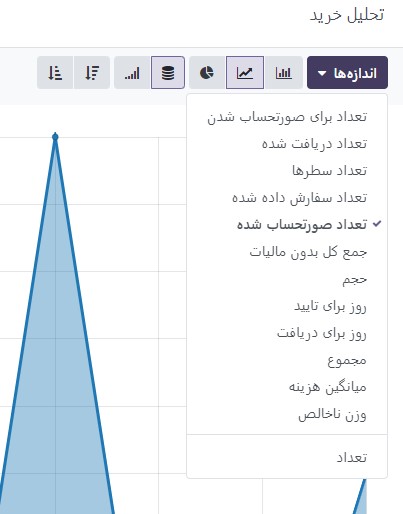 تحلیل خرید
اندازه‌ها
تعداد برای صورتحساب شدن
تعداد دریافت شده
تعداد سطرها
تعداد سفارش داده شده
تعداد صورتحساب شده
جمع کل بدون مالیات
حجم
روز برای تایید
روز برای دریافت
مجموع
میانگین هزینه
وزن ناخالص
تعداد